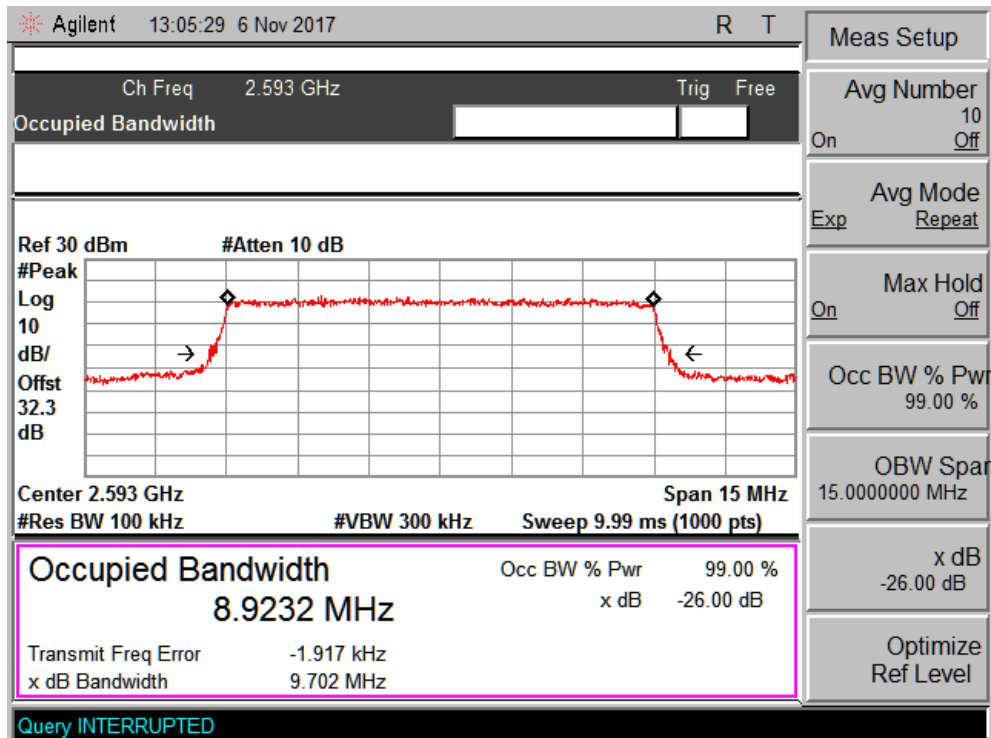 Agilent 13:05:29 6 Nov 2017 R T
Ch Freq 2.593 GHz Trig Free
Occupied Bandwidth
Ref 30 dBm #Atten 10 dB
#Peak
Log
10
dB/
Offst
32.3
dB
Center 2.593 GHz Span 15 MHz
#Res BW 100 kHz #VBW 300 kHz Sweep 9.99 ms (1000 pts)
Occupied Bandwidth
8.9232 MHz
Occ BW % Pwr 99.00 %
x dB -26.00 dB
Transmit Freq Error -1.917 kHz
x dB Bandwidth 9.702 MHz
Query INTERRUPTED
Meas Setup
Avg Number
10
On Off
Avg Mode
Exp Repeat
Max Hold
On Off
Occ BW % Pwr
99.00 %
OBW Span
15.0000000 MHz
x dB
-26.00 dB
Optimize
Ref Level